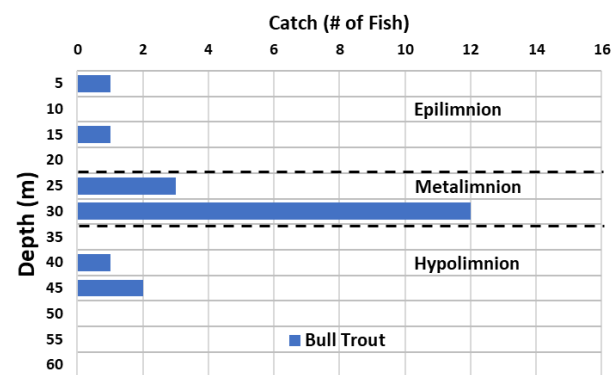 Catch (# of Fish)
0 2 4 6 8 10 12 14 16
Depth (m)
5
10 Epilimnion
15
20
25 Metalimnion
30
35
40 Hypolimnion
45
50
55 Bull Trout
60